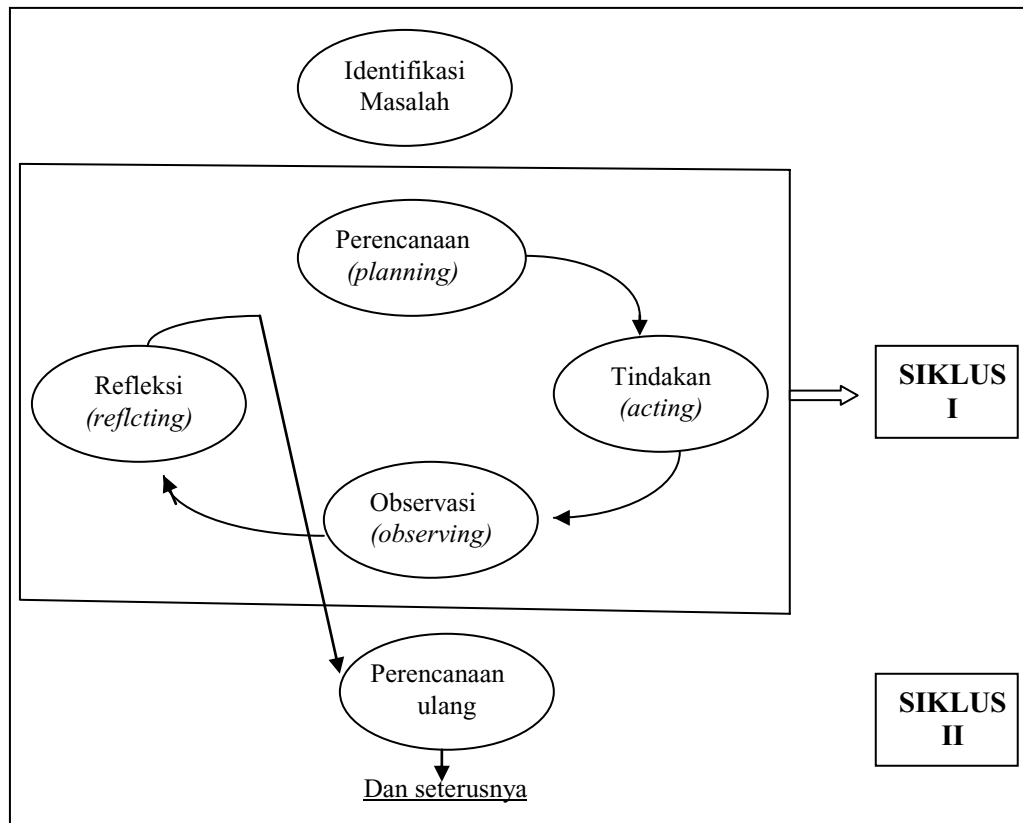 Identifikasi
Masalah
Perencanaan
(planning)
Refleksi
(reflcting)
Tindakan
(acting)
SIKLUS
I
Observasi
(observing)
Perencanaan
ulang
SIKLUS
II
Dan seterusnya